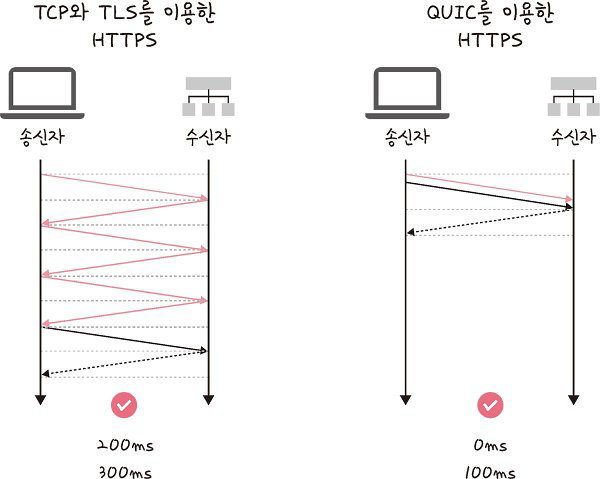 TCP와 TLS를 이용한
HTTPS
송신자
수신자
200ms
300ms
QUIC를 이용한
HTTPS
송신자
수신자
0ms
100ms